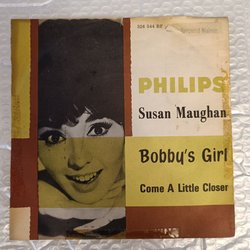 PHILIPS
Susan Maughan
Bobby's Girl
Come A Little Closer